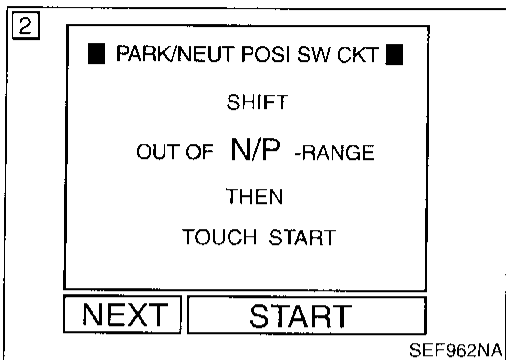 2
PARK/NEUT POSI SW CKT
SHIFT
OUT OF N/P -RANGE
THEN
TOUCH START
NEXT START
SEF962NA